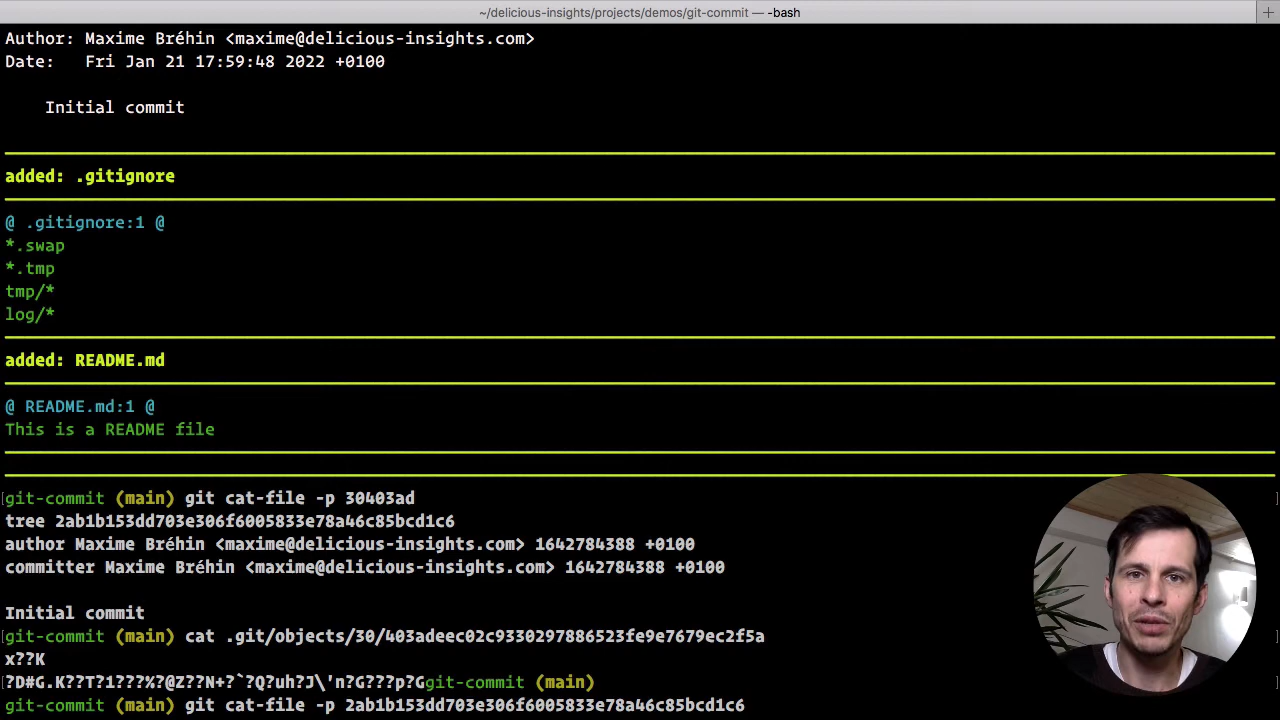 ~/delicious-insights/projects/demos/git-commit — -bash
Author: Maxime Bréhin <maxime@delicious-insights.com>
Date:   Fri Jan 21 17:59:48 2022 +0100
Initial commit
added: .gitignore
@ .gitignore:1 @
*.swap
*.tmp
tmp/*
log/*
added: README.md
@ README.md:1 @
This is a README file
git-commit (main) git cat-file -p 30403ad
tree 2ab1b153dd703e306f6005833e78a46c85bcd1c6
author Maxime Bréhin <maxime@delicious-insights.com> 1642784388 +0100
committer Maxime Bréhin <maxime@delicious-insights.com> 1642784388 +0100
Initial commit
git-commit (main) cat .git/objects/30/403adeec02c9330297886523fe9e7679ec2f5a
x??K
?D#G.K??T?1???%?@Z??N+?`?Q?uh?J\'n?G???p?Ggit-commit (main)
git-commit (main) git cat-file -p 2ab1b153dd703e306f6005833e78a46c85bcd1c6